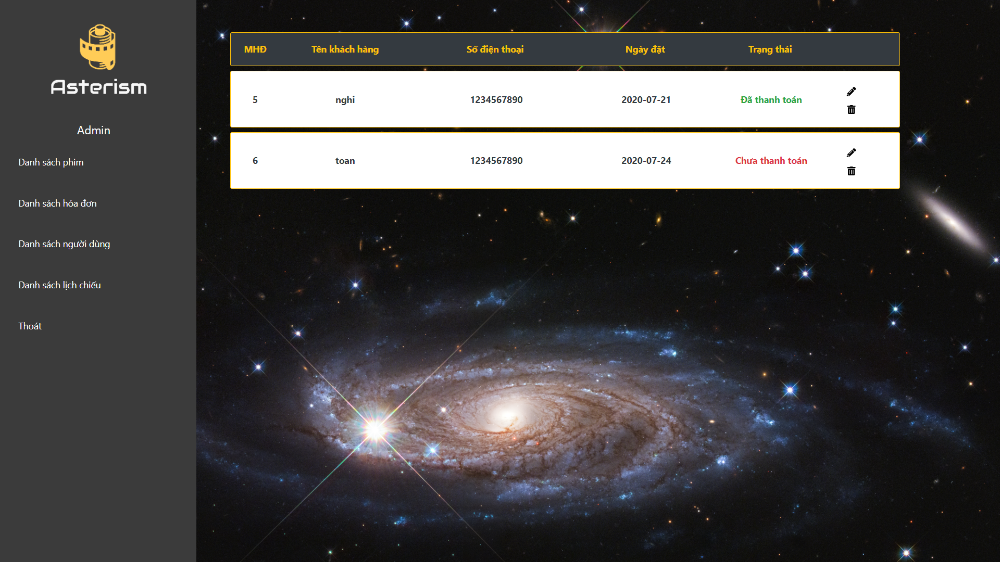 Asterism
Admin
Danh sách phim
Danh sách hóa đơn
Danh sách người dùng
Danh sách lịch chiếu
Thoát
MHĐ Tên khách hàng Số điện thoại Ngày đặt Trạng thái
5 nghi 1234567890 2020-07-21 Đã thanh toán
6 toan 1234567890 2020-07-24 Chưa thanh toán